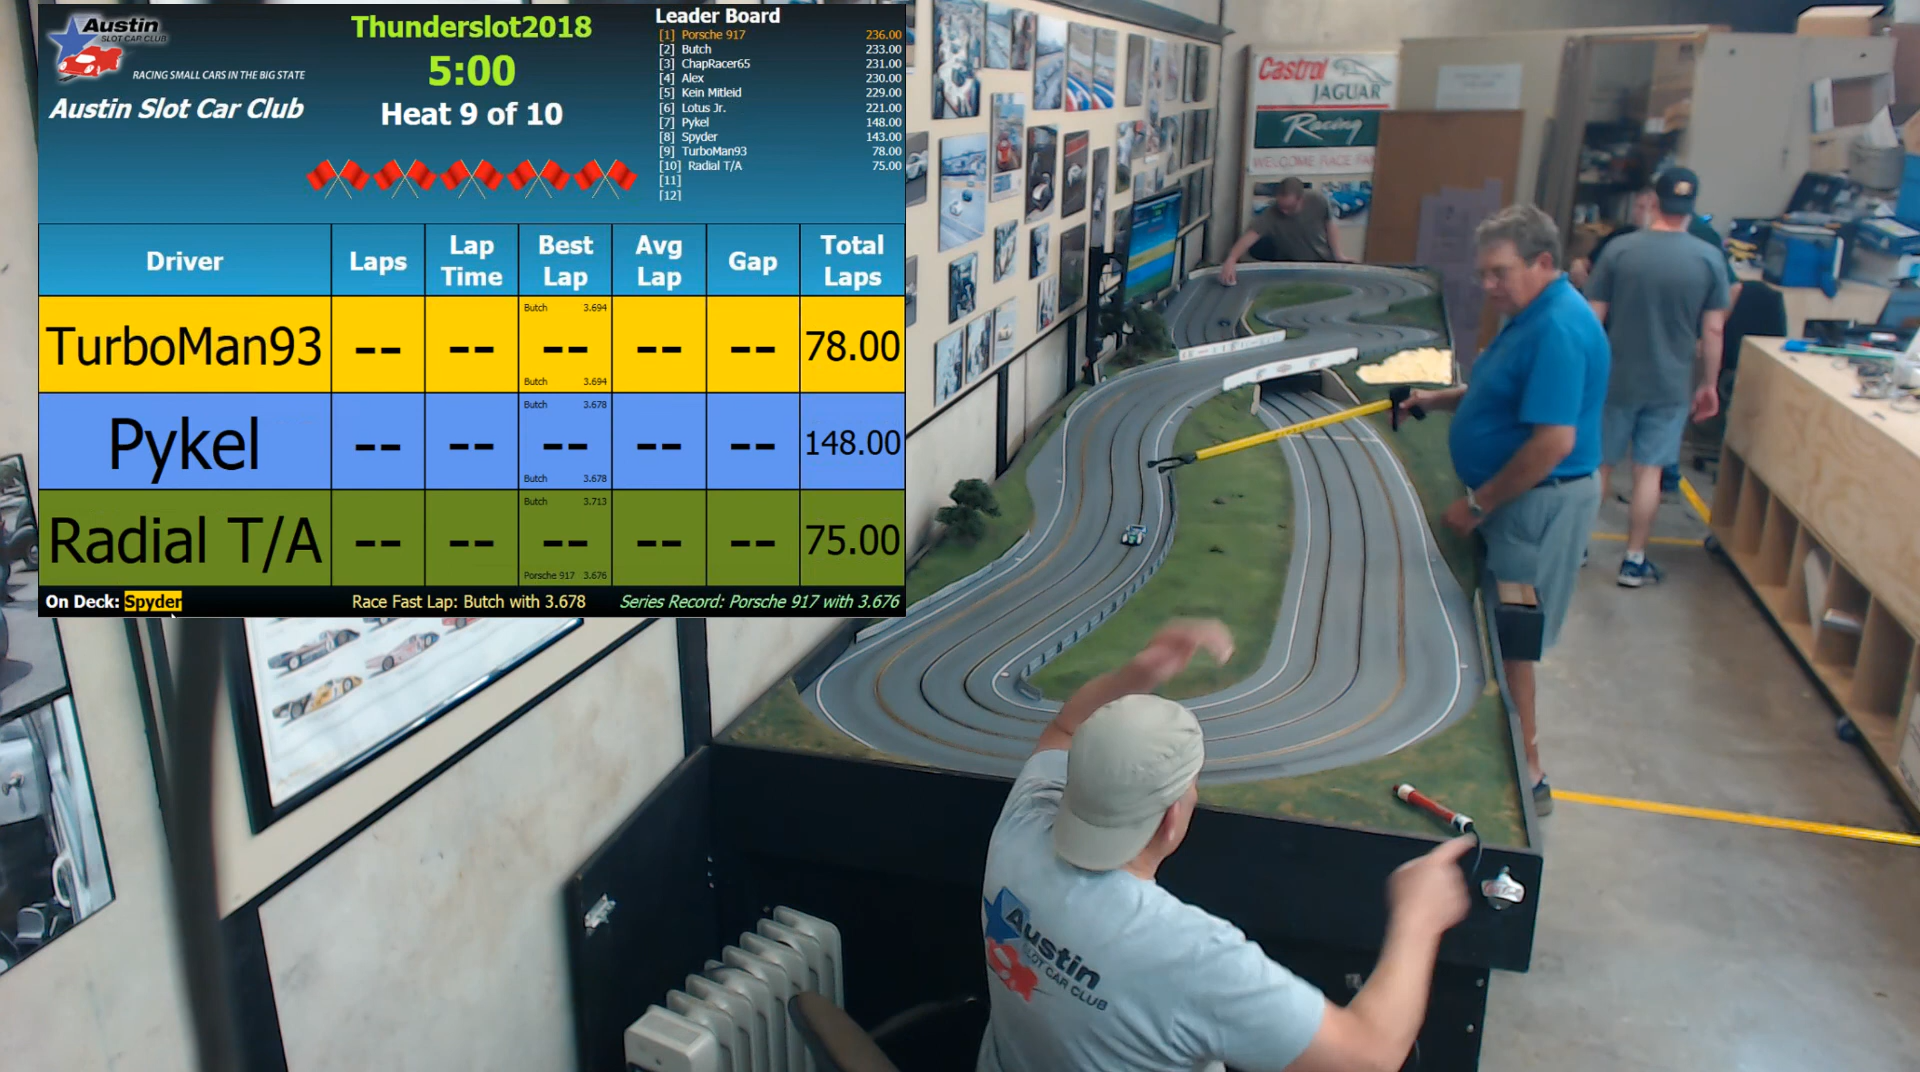 Austin
SLOT CAR CLUB
RACING SMALL CARS IN THE BIG STATE
Austin Slot Car Club
Thunderslot2018
5:00
Heat 9 of 10
Leader Board
[1] Porsche 917 236.00
[2] Butch 233.00
[3] ChapRacer65 231.00
[4] Alex 230.00
[5] Kein Mitleid 229.00
[6] Lotus Jr. 221.00
[7] Pykel 148.00
[8] Spyder 143.00
[9] TurboMan93 78.00
[10] Radial T/A 75.00
[11]
[12]
Driver Laps Lap Time Best Lap Avg Lap Gap Total Laps
Butch 3.694
TurboMan93 -- -- -- -- -- 78.00
Butch 3.694
Butch 3.678
Pykel -- -- -- -- -- 148.00
Butch 3.678
Butch 3.713
Radial T/A -- -- -- -- -- 75.00
Porsche 917 3.676
On Deck: Spyder Race Fast Lap: Butch with 3.678 Series Record: Porsche 917 with 3.676
Castrol
JAGUAR
Racing
WELCOME RACE FA
Austin
SLOT CAR CLUB